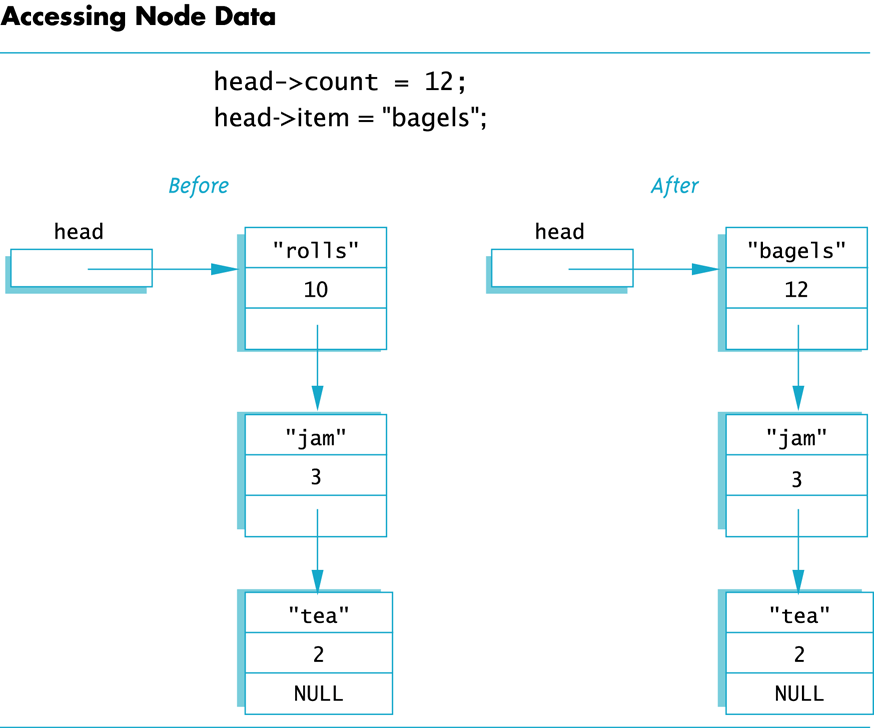 Accessing Node Data
head->count = 12;
head->item = "bagels";
Before
After
head
"rolls"
10
"jam"
3
"tea"
2
NULL
head
"bagels"
12
"jam"
3
"tea"
2
NULL